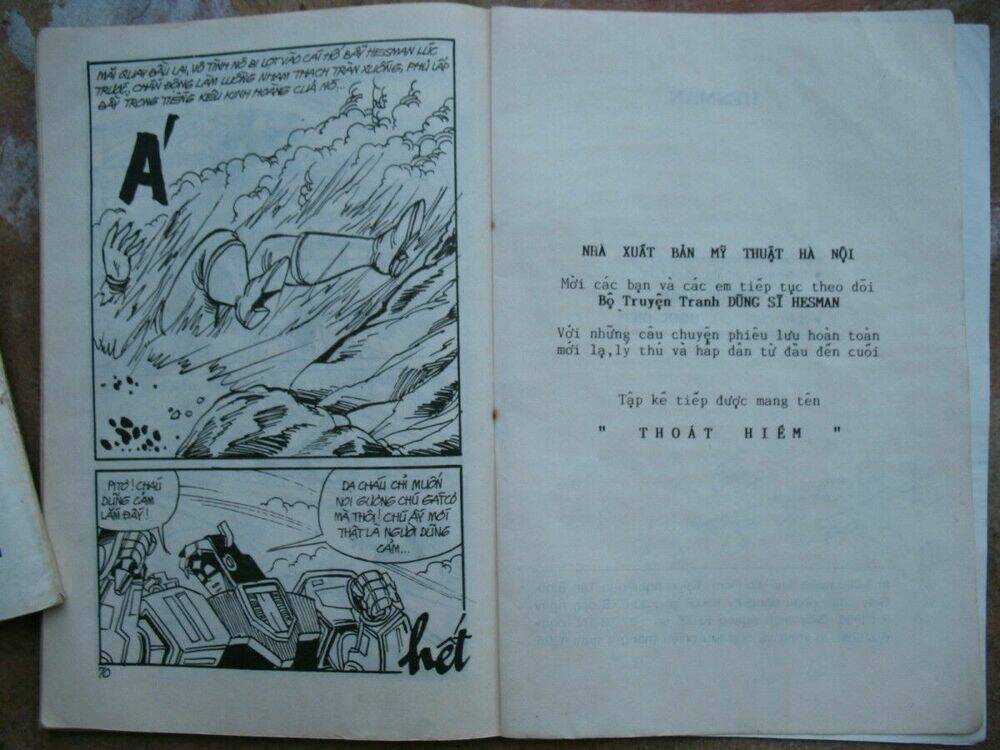 MÃI QUAY ĐẦU LẠI, VÔ TÌNH NÓ BỊ LỌT VÀO CÁI HỐ BẪY HESMAN LÚC
TRƯỚC, CHẤN ĐỘNG LÀM LUỒNG NHAM THẠCH TRÀN XUỐNG, PHỦ LẤP
ĐẦY TRONG TIẾNG KÊU KINH HOÀNG CỦA NÓ...
Á
PITƠ! CHÁU
DŨNG CẢM
LẮM ĐẤY!
DẠ CHÁU CHỈ MUỐN
NOI GƯƠNG CHÚ GATCÔ
MÀ THÔI! CHÚ ẤY MỚI
THẬT LÀ NGƯỜI DŨNG
CẢM...
hết
70
NHÀ XUẤT BẢN MỸ THUẬT HÀ NỘI
Mời các bạn và các em tiếp tục theo dõi
Bộ Truyện Tranh DŨNG SĨ HESMAN
Với những câu chuyện phiêu lưu hoàn toàn
mới lạ,lý thú và hấp dẫn từ đầu đến cuối
Tập kế tiếp được mang tên
" THOÁT HIỂM "